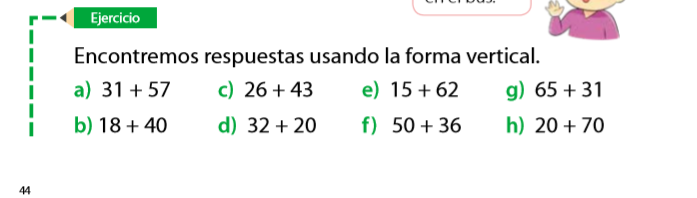 Ejercicio
Encontremos respuestas usando la forma vertical.
a) 31 + 57 c) 26 + 43 e) 15 + 62 g) 65 + 31
b) 18 + 40 d) 32 + 20 f) 50 + 36 h) 20 + 70
44